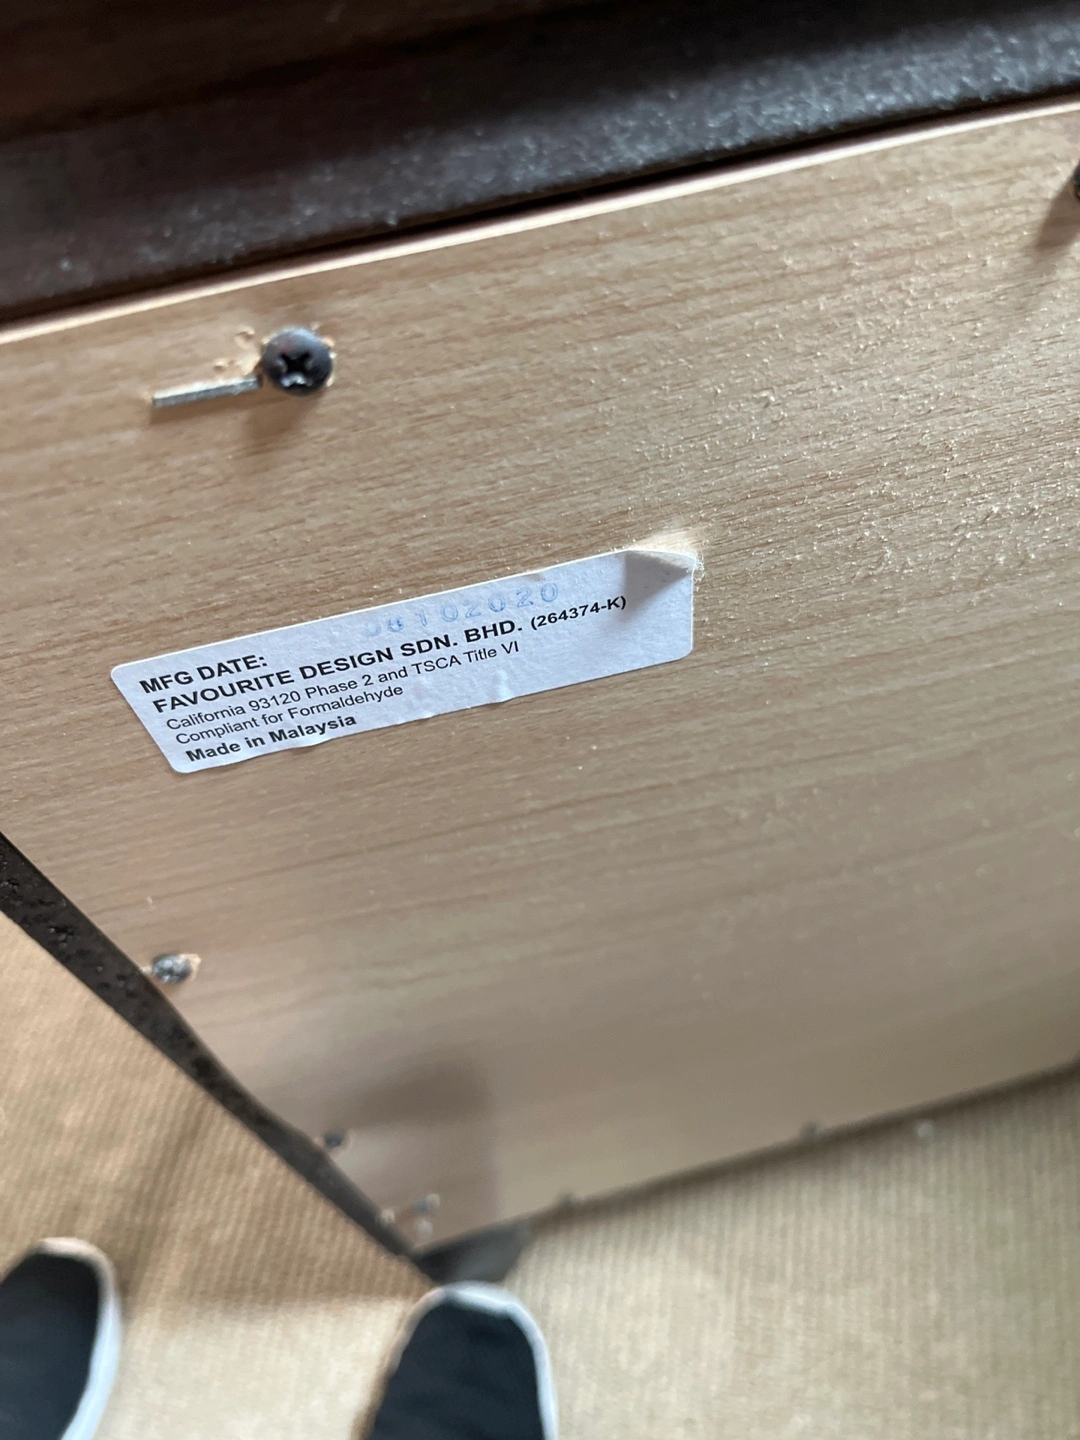 MFG DATE:
FAVOURITE DESIGN SDN. BHD. (264374-K)
California 93120 Phase 2 and TSCA Title VI
Compliant for Formaldehyde
Made in Malaysia